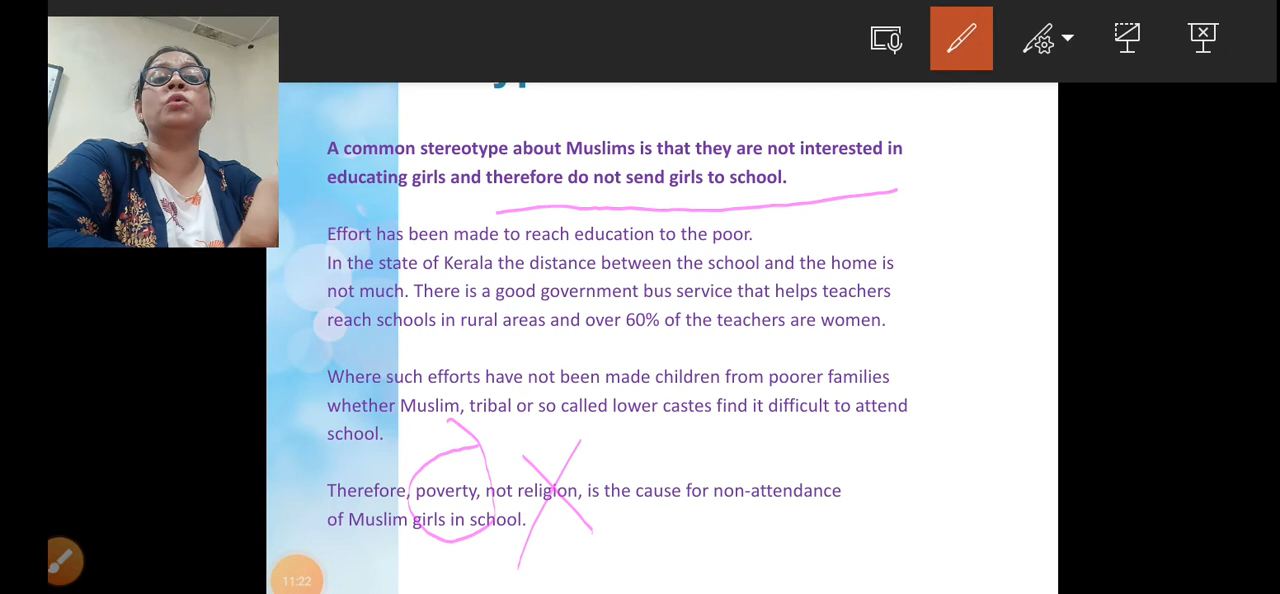 A common stereotype about Muslims is that they are not interested in
educating girls and therefore do not send girls to school.
Effort has been made to reach education to the poor.
In the state of Kerala the distance between the school and the home is
not much. There is a good government bus service that helps teachers
reach schools in rural areas and over 60% of the teachers are women.
Where such efforts have not been made children from poorer families
whether Muslim, tribal or so called lower castes find it difficult to attend
school.
Therefore, poverty, not religion, is the cause for non-attendance
of Muslim girls in school.
11:22